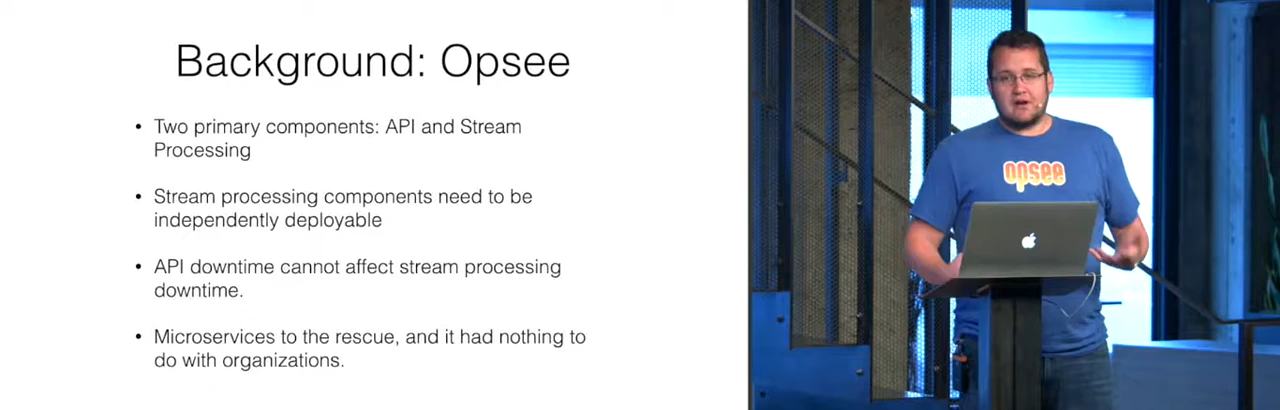 Background: Opsee
• Two primary components: API and Stream
Processing
• Stream processing components need to be
independently deployable
• API downtime cannot affect stream processing
downtime.
• Microservices to the rescue, and it had nothing to
do with organizations.
opsee